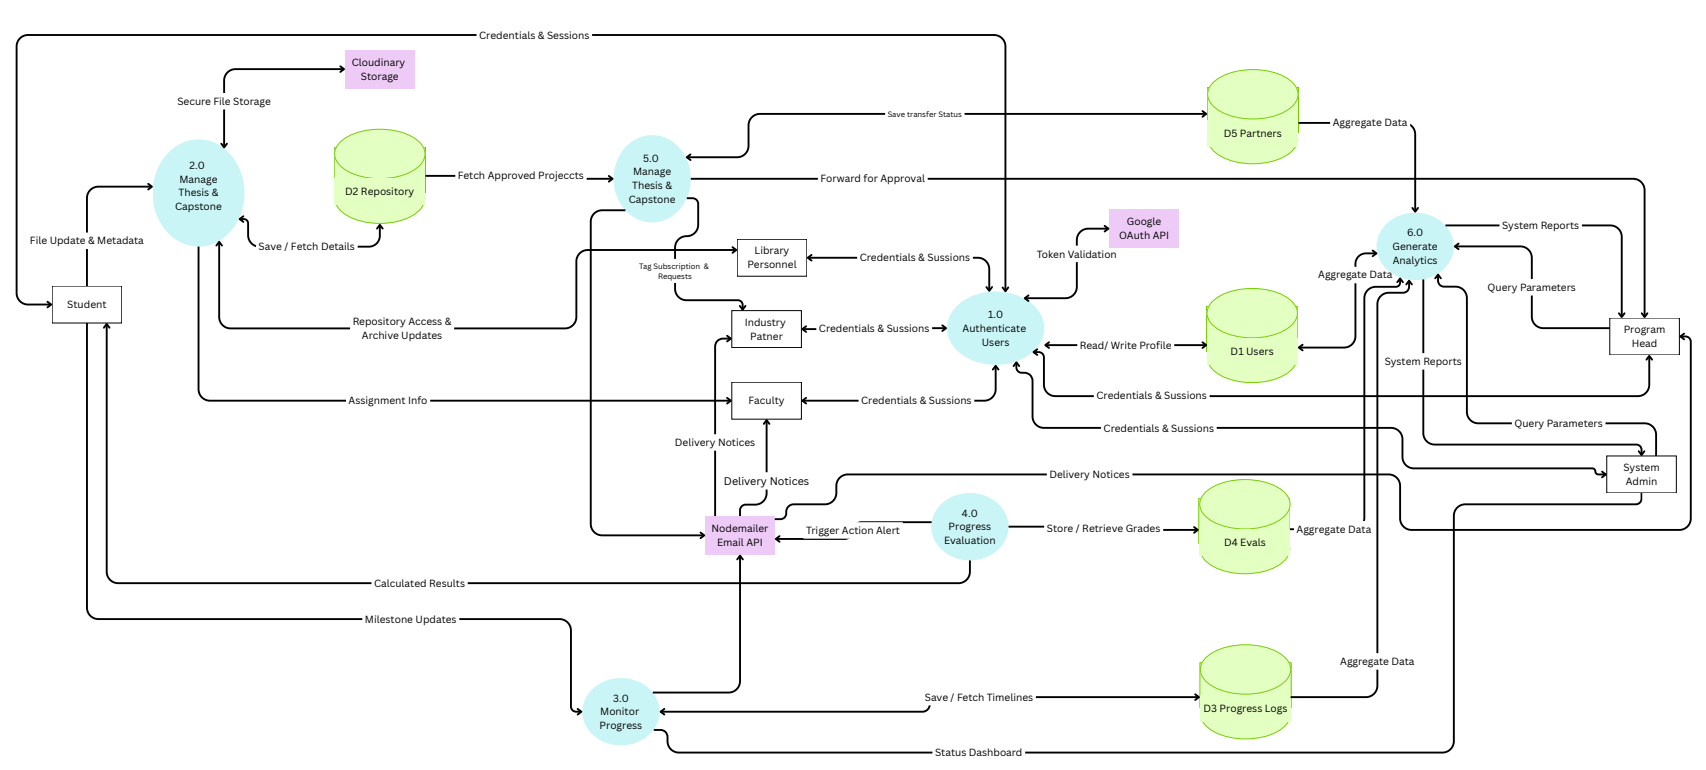 Credentials & Sessions
Cloudinary
Storage
Secure File Storage
D5 Partners
Save transfer Status
Aggregate Data
2.0
Manage
Thesis &
Capstone
D2 Repository
Fetch Approved Projeccts
5.0
Manage
Thesis &
Capstone
Forward for Approval
File Update & Metadata
Save / Fetch Details
Google
OAuth API
Token Validation
6.0
Generate
Analytics
System Reports
Library
Personnel
Credentials & Sussions
Tag Subscription &
Requests
Aggregate Data
Query Parameters
Student
Repository Access &
Archive Updates
Industry
Patner
Credentials & Sussions
1.0
Authenticate
Users
Read/ Write Profile
D1 Users
Program
Head
System Reports
Assignment Info
Faculty
Credentials & Sussions
Credentials & Sussions
Credentials & Sussions
Query Parameters
Delivery Notices
Delivery Notices
Delivery Notices
System
Admin
Nodemailer
Email API
Trigger Action Alert
4.0
Progress
Evaluation
Store / Retrieve Grades
D4 Evals
Aggregate Data
Calculated Results
Milestone Updates
Aggregate Data
3.0
Monitor
Progress
Save / Fetch Timelines
D3 Progress Logs
Status Dashboard